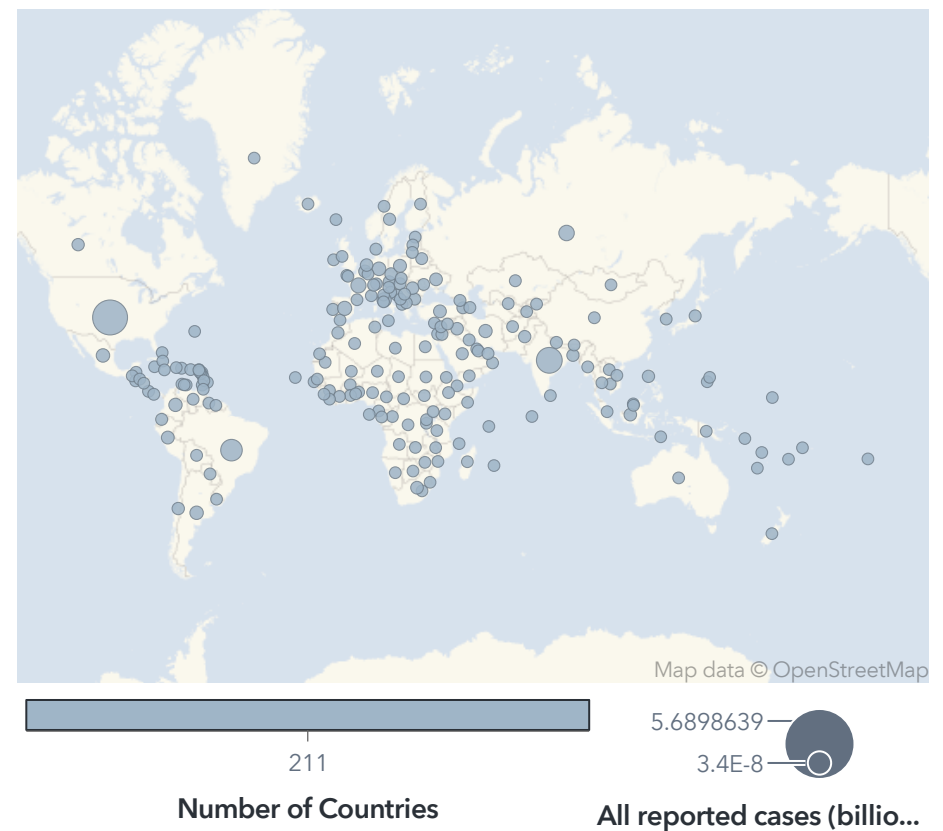 Map data © OpenStreetMap
5.6898639
3.4E-8
211
Number of Countries
All reported cases (billio...